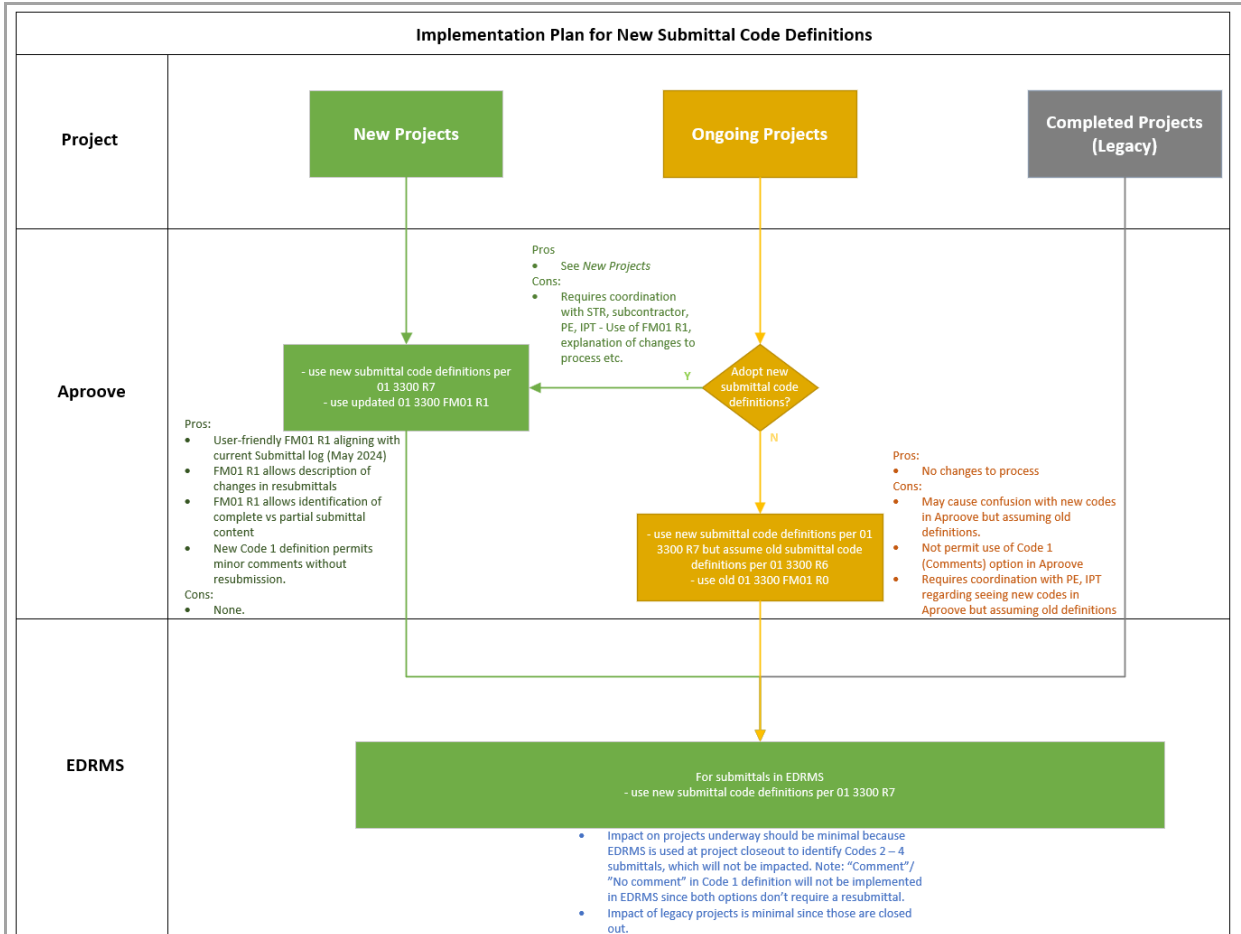 Implementation Plan for New Submittal Code Definitions
Project
New Projects
Ongoing Projects
Completed Projects
(Legacy)
Aproove
Pros
• See New Projects
Cons:
• Requires coordination
with STR, subcontractor,
PE, IPT - Use of FM01 R1,
explanation of changes to
process etc.
- use new submittal code definitions per
01 3300 R7
- use updated 01 3300 FM01 R1
Y
Adopt new
submittal code
definitions?
N
Pros:
• User-friendly FM01 R1 aligning with
current Submittal log (May 2024)
• FM01 R1 allows description of
changes in resubmittals
• FM01 R1 allows identification of
complete vs partial submittal
content
• New Code 1 definition permits
minor comments without
resubmission.
Cons:
• None.
- use new submittal code definitions per 01
3300 R7 but assume old submittal code
definitions per 01 3300 R6
- use old 01 3300 FM01 R0
Pros:
• No changes to process
Cons:
• May cause confusion with new codes
in Aproove but assuming old
definitions.
• Not permit use of Code 1
(Comments) option in Aproove
• Requires coordination with PE, IPT
regarding seeing new codes in
Aproove but assuming old definitions
EDRMS
For submittals in EDRMS
- use new submittal code definitions per 01 3300 R7
• Impact on projects underway should be minimal because
EDRMS is used at project closeout to identify Codes 2 – 4
submittals, which will not be impacted. Note: “Comment”/
”No comment” in Code 1 definition will not be implemented
in EDRMS since both options don’t require a resubmittal.
• Impact of legacy projects is minimal since those are closed
out.